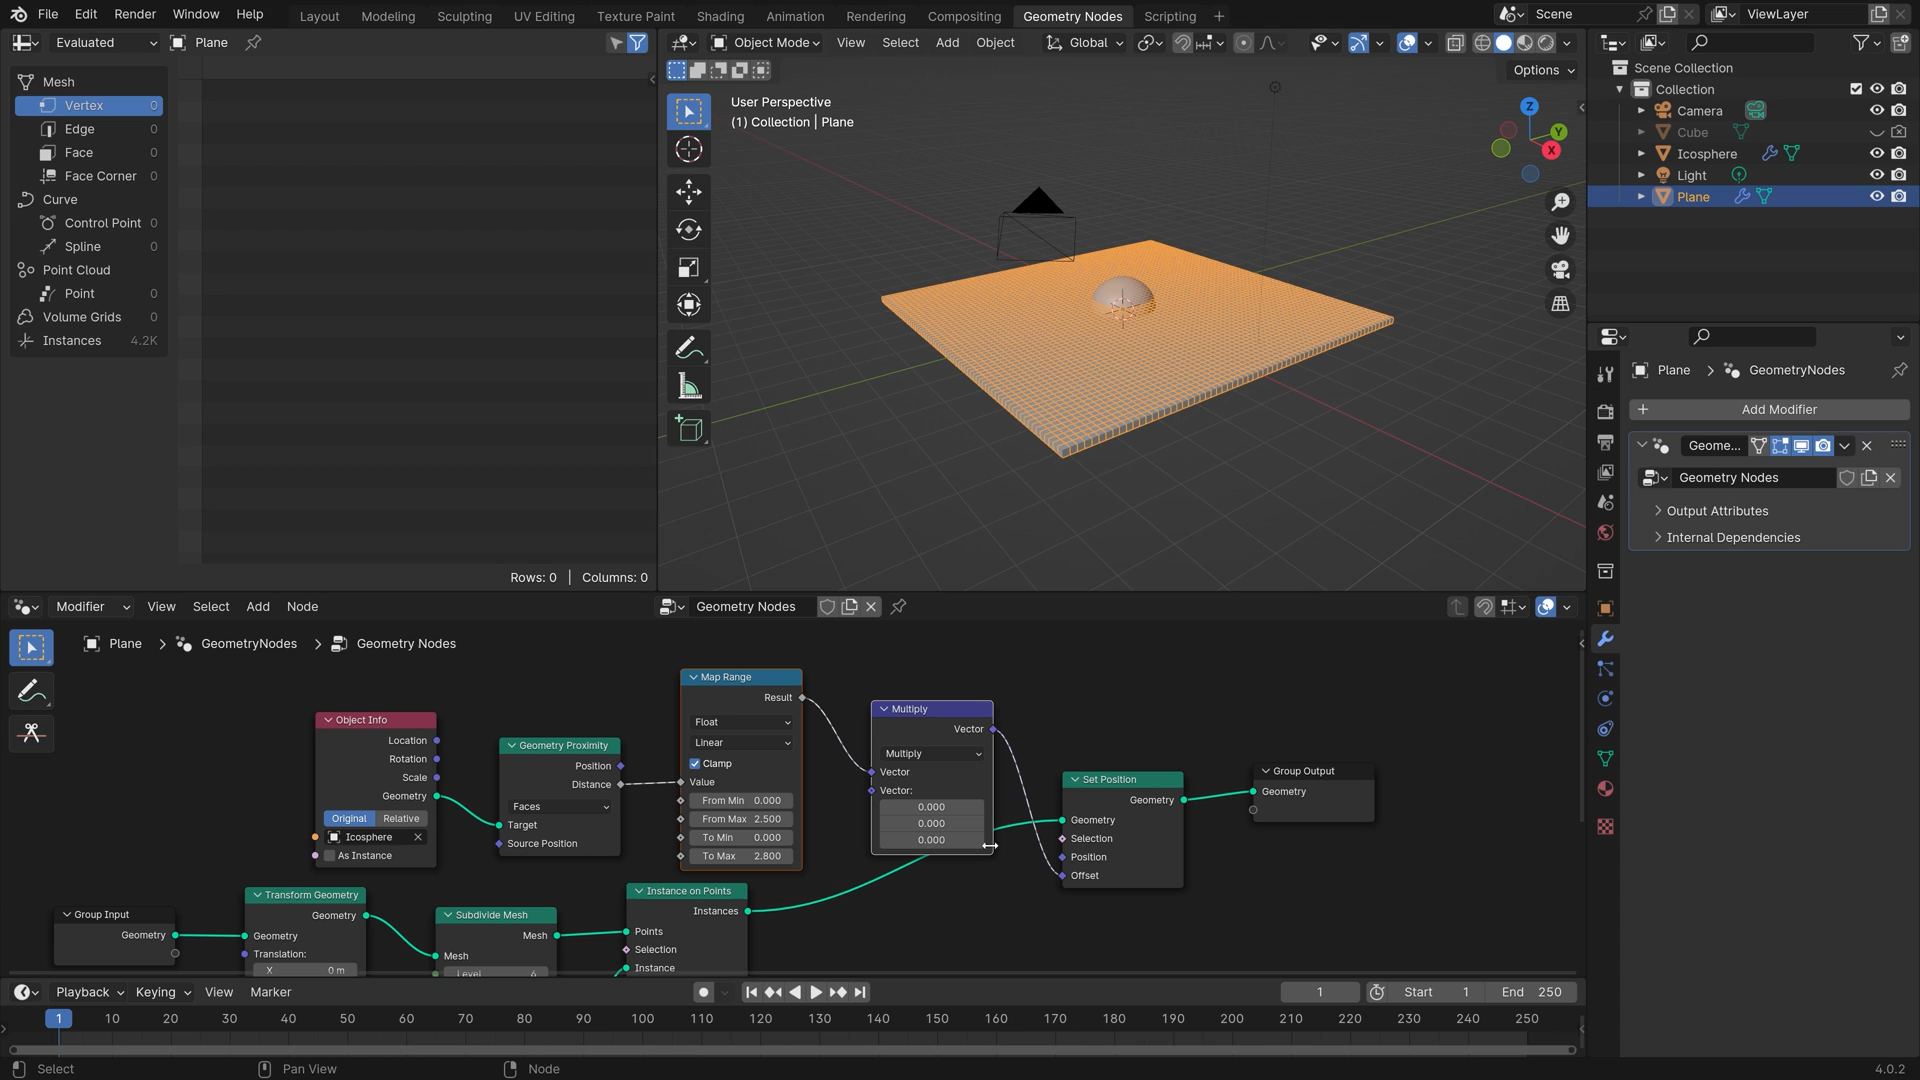 File Edit Render Window Help Layout Modeling Sculpting UV Editing Texture Paint Shading Animation Rendering Compositing Geometry Nodes Scripting + Scene ViewLayer
Evaluated Plane
Mesh
Vertex 0
Edge 0
Face 0
Face Corner 0
Curve
Control Point 0
Spline 0
Point Cloud
Point 0
Volume Grids 0
Instances 4.2K
Rows: 0 | Columns: 0
Object Mode View Select Add Object Global
Options
User Perspective
(1) Collection | Plane
Z
Y
X
Scene Collection
Collection
Camera
Cube
Icosphere
Light
Plane
Plane > GeometryNodes
+ Add Modifier
Geome...
Geometry Nodes
Output Attributes
Internal Dependencies
Modifier View Select Add Node Geometry Nodes
Plane > GeometryNodes > Geometry Nodes
Object Info
Location
Rotation
Scale
Geometry
Original Relative
Icosphere
As Instance
Geometry Proximity
Position
Distance
Faces
Target
Source Position
Map Range
Result
Float
Linear
Clamp
Value
From Min 0.000
From Max 2.500
To Min 0.000
To Max 2.800
Multiply
Vector
Multiply
Vector
Vector:
0.000
0.000
0.000
Set Position
Geometry
Geometry
Selection
Position
Offset
Group Output
Geometry
Group Input
Geometry
Transform Geometry
Geometry
Geometry
Translation:
X 0 m
Subdivide Mesh
Mesh
Mesh
Level 6
Instance on Points
Instances
Points
Selection
Instance
Playback Keying View Marker 1 Start 1 End 250
1 10 20 30 40 50 60 70 80 90 100 110 120 130 140 150 160 170 180 190 200 210 220 230 240 250
Select Pan View Node 4.0.2